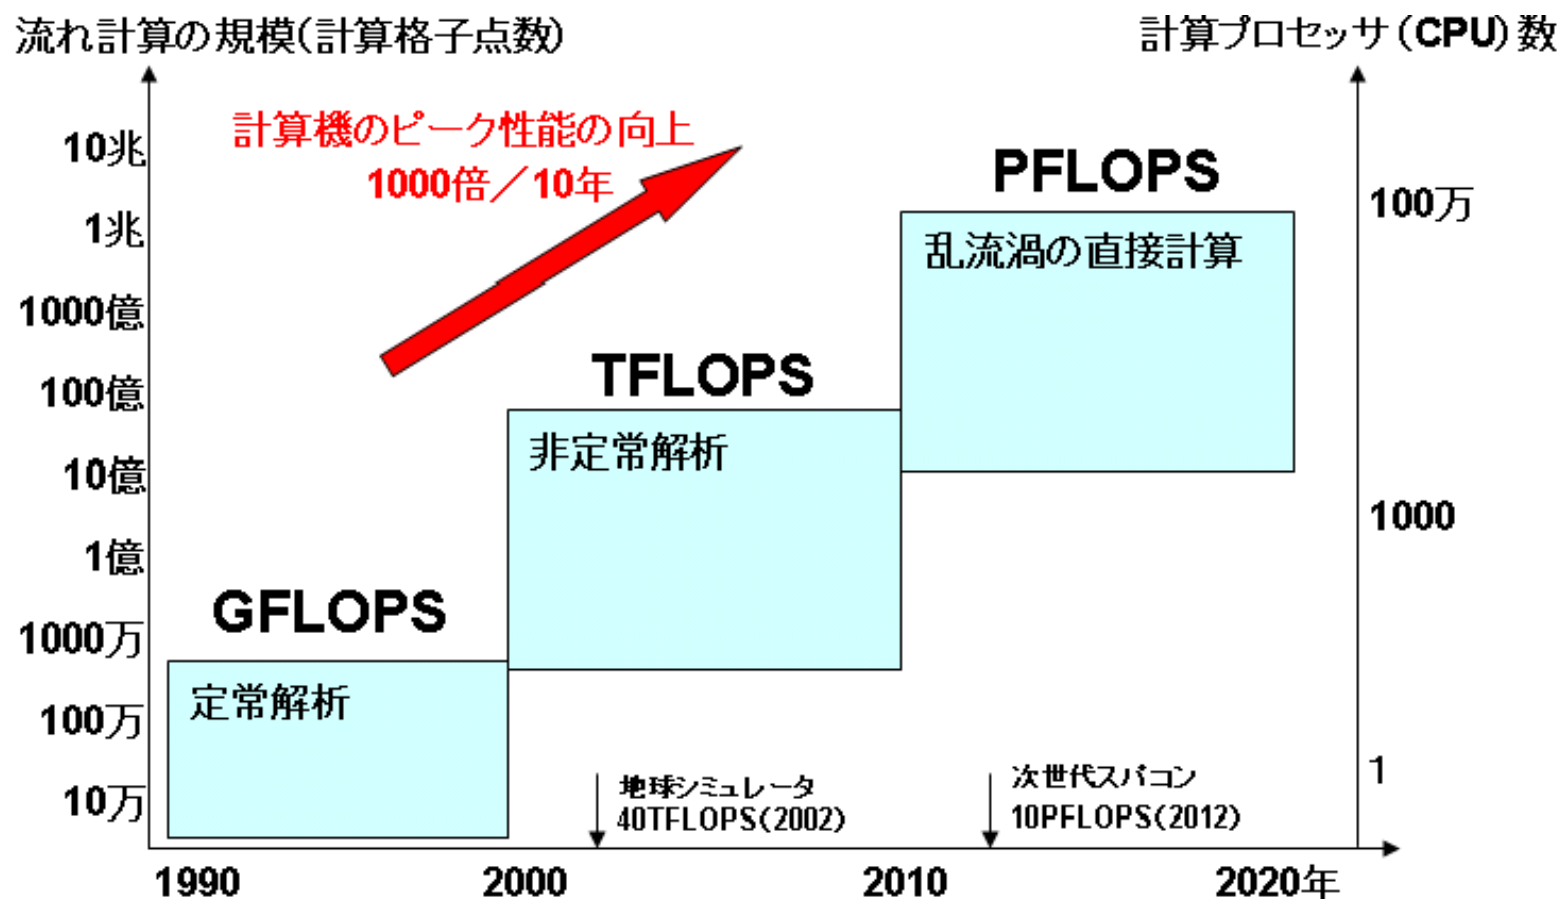 流れ計算の規模(計算格子点数)
計算プロセッサ(CPU)数
計算機のピーク性能の向上
1000倍/10年
10兆
1兆
1000億
100億
10億
1億
1000万
100万
10万
PFLOPS
乱流渦の直接計算
TFLOPS
非定常解析
GFLOPS
定常解析
100万
1000
1
地球シミュレータ
40TFLOPS(2002)
次世代スパコン
10PFLOPS(2012)
1990
2000
2010
2020年